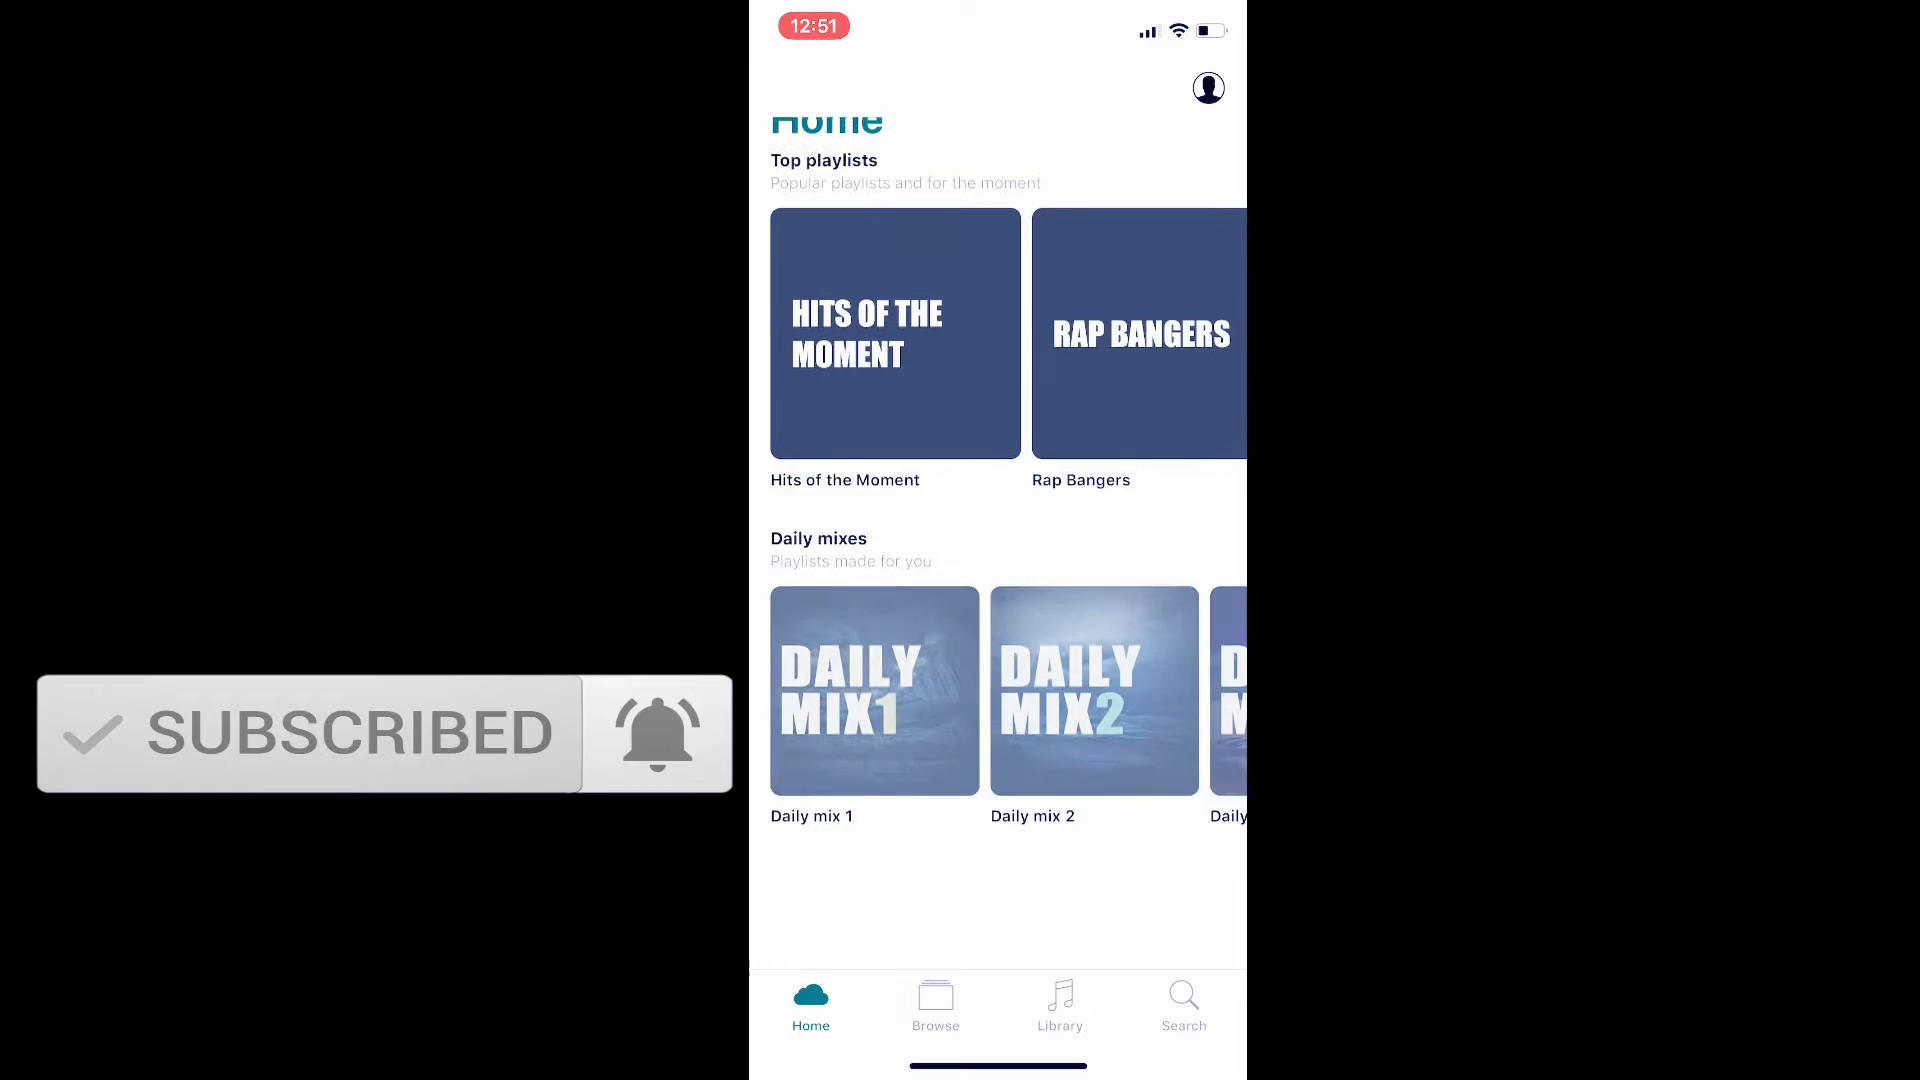 12:51
Home
Top playlists
Popular playlists and for the moment
HITS OF THE
MOMENT
RAP BANGERS
Hits of the Moment
Rap Bangers
Daily mixes
Playlists made for you
DAILY
MIX1
DAILY
MIX2
D
M
Daily mix 1
Daily mix 2
Daily
SUBSCRIBED
Home
Browse
Library
Search